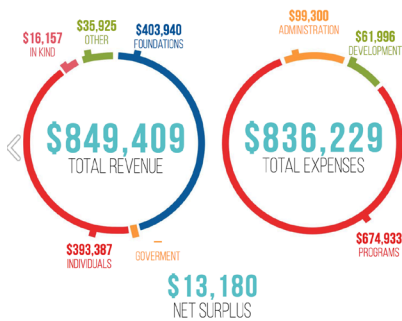 $16,157
IN KIND
$35,925
OTHER
$403,940
FOUNDATIONS
$849,409
TOTAL REVENUE
$393,387
INDIVIDUALS
–
GOVERMENT
$99,300
ADMINISTRATION
$61,996
DEVELOPMENT
$836,229
TOTAL EXPENSES
$674,933
PROGRAMS
$13,180
NET SURPLUS